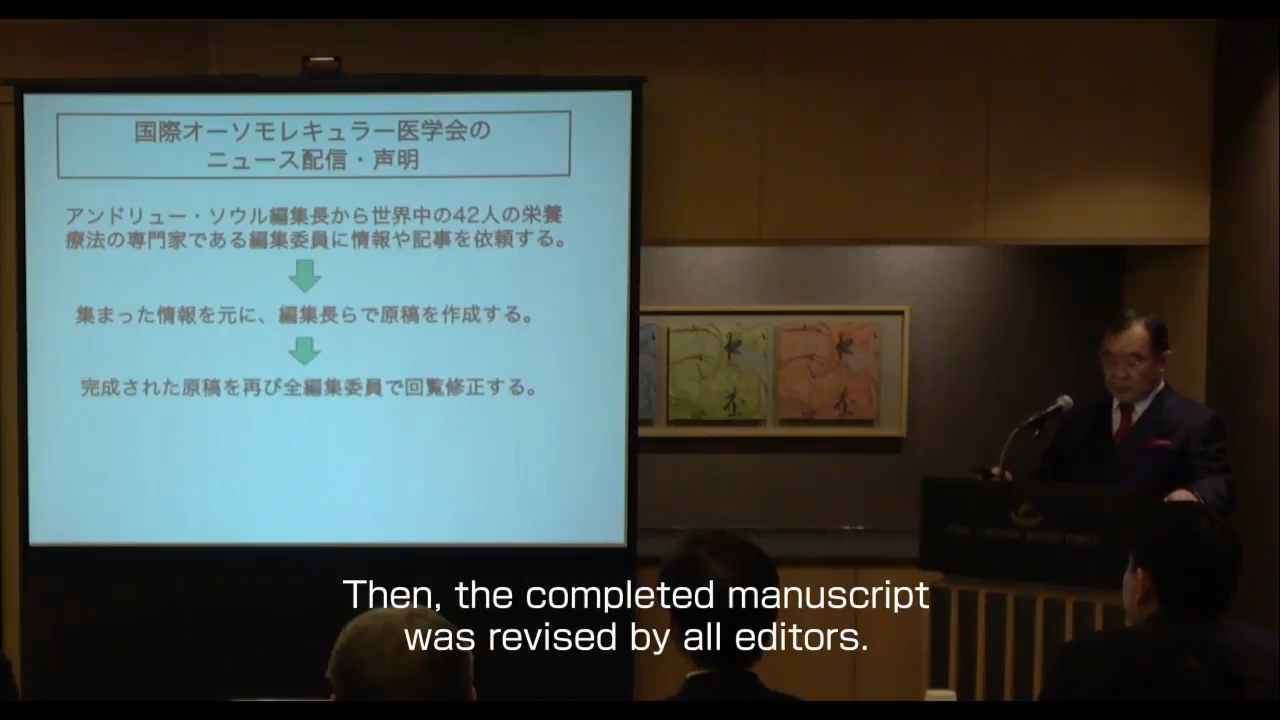 国際オーソモレキュラー医学会の
ニュース配信・声明
アンドリュー・ソウル編集長から世界中の42人の栄養
療法の専門家である編集委員に情報や記事を依頼する。
集まった情報を元に、編集長らで原稿を作成する。
完成された原稿を再び全編集委員で回覧修正する。
Then, the completed manuscript
was revised by all editors.